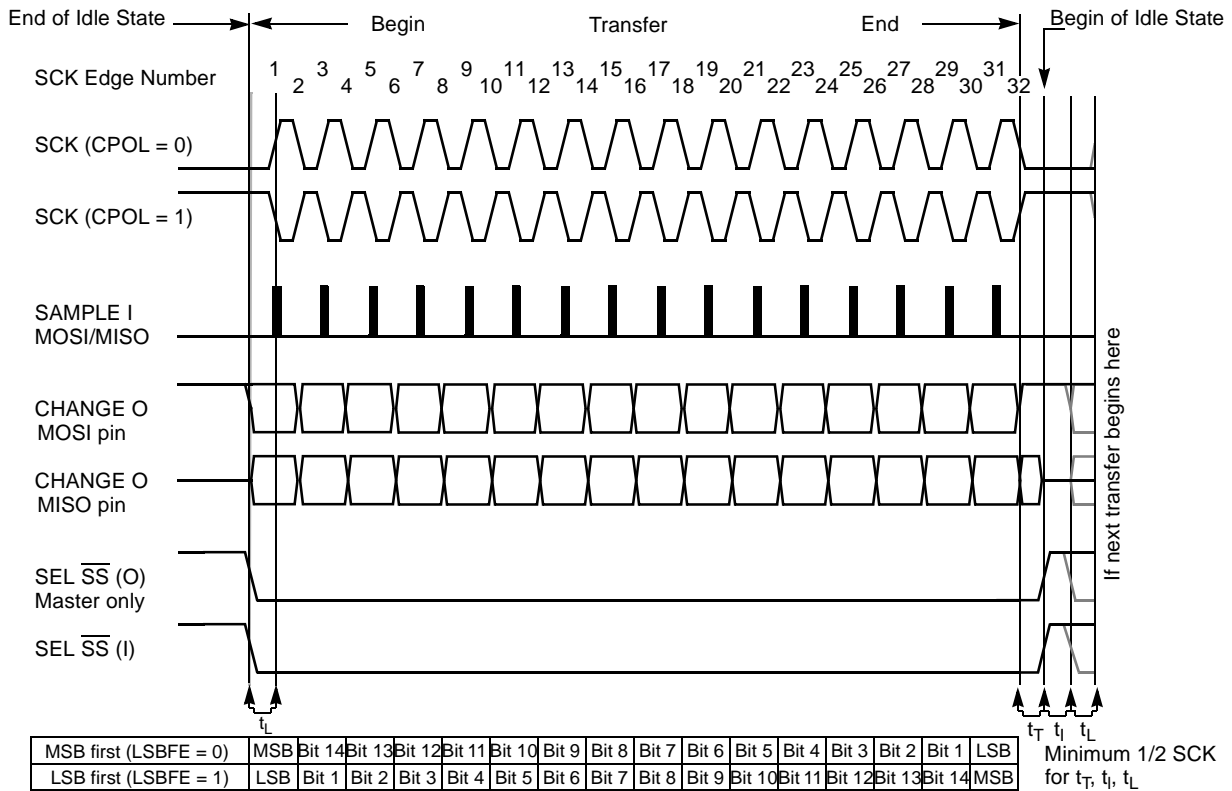 End of Idle State
Begin
Transfer
End
Begin of Idle State
SCK Edge Number
1 2 3 4 5 6 7 8 9 10 11 12 13 14 15 16 17 18 19 20 21 22 23 24 25 26 27 28 29 30 31 32
SCK (CPOL = 0)
SCK (CPOL = 1)
SAMPLE I
MOSI/MISO
CHANGE O
MOSI pin
CHANGE O
MISO pin
SEL SS (O)
Master only
SEL SS (I)
If next transfer begins here
tL
tT tI tL
MSB first (LSBFE = 0) MSB Bit 14 Bit 13 Bit 12 Bit 11 Bit 10 Bit 9 Bit 8 Bit 7 Bit 6 Bit 5 Bit 4 Bit 3 Bit 2 Bit 1 LSB
LSB first (LSBFE = 1) LSB Bit 1 Bit 2 Bit 3 Bit 4 Bit 5 Bit 6 Bit 7 Bit 8 Bit 9 Bit 10 Bit 11 Bit 12 Bit 13 Bit 14 MSB
Minimum 1/2 SCK
for tT, tI, tL